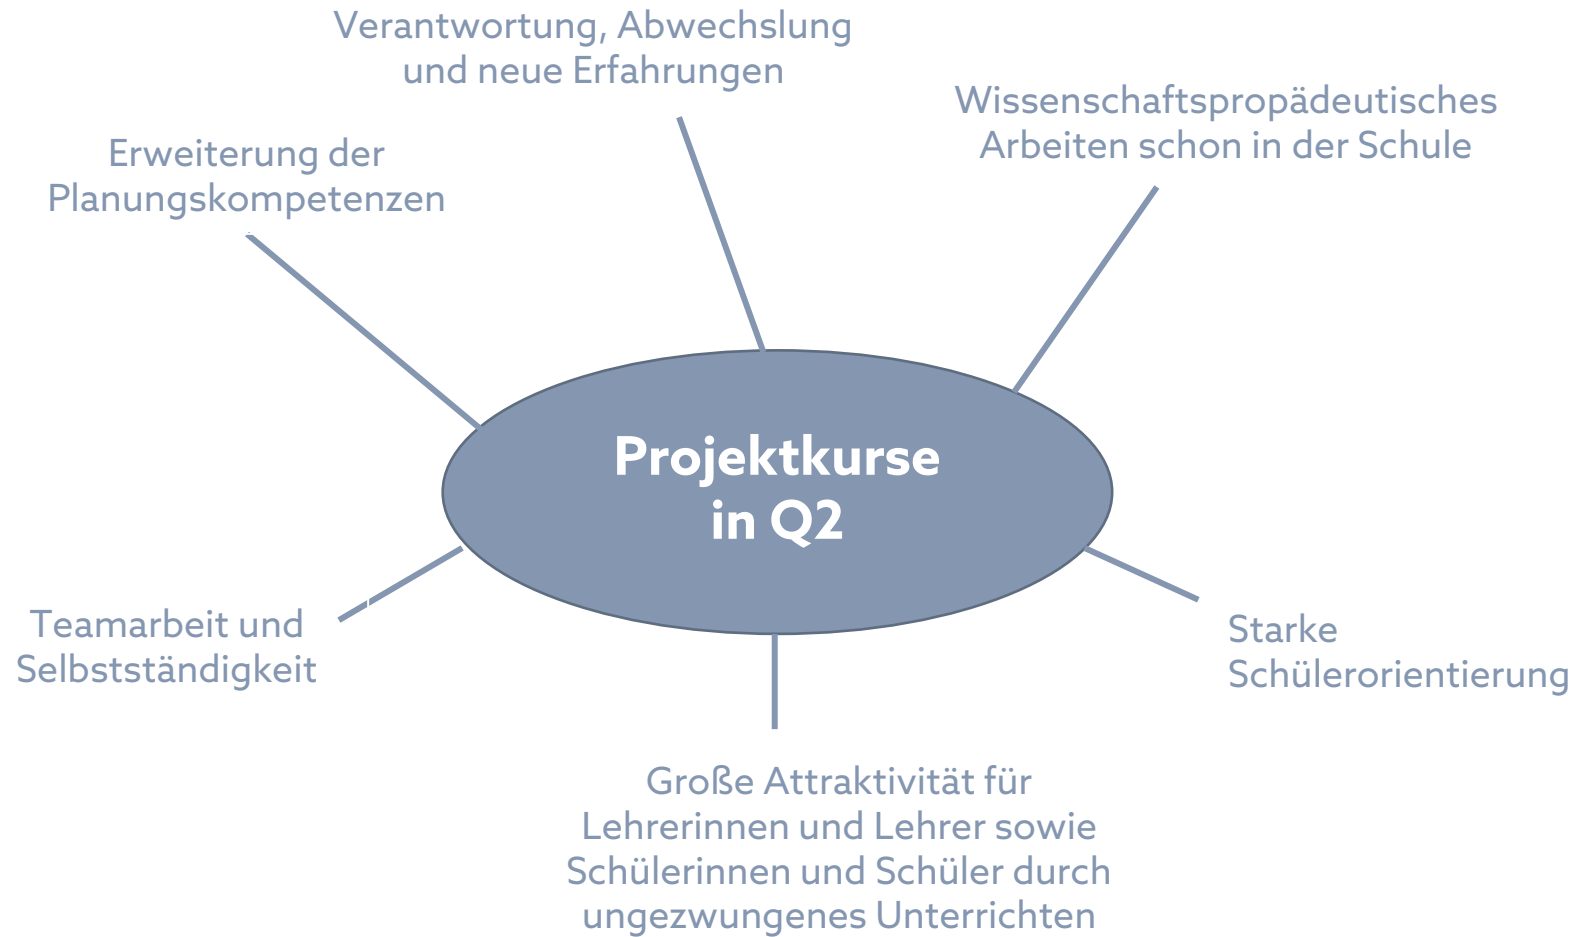 Verantwortung, Abwechslung
und neue Erfahrungen
Wissenschaftspropädeutisches
Arbeiten schon in der Schule
Erweiterung der
Planungskompetenzen
Projektkurse
in Q2
Teamarbeit und
Selbstständigkeit
Starke
Schülerorientierung
Große Attraktivität für
Lehrerinnen und Lehrer sowie
Schülerinnen und Schüler durch
ungezwungenes Unterrichten